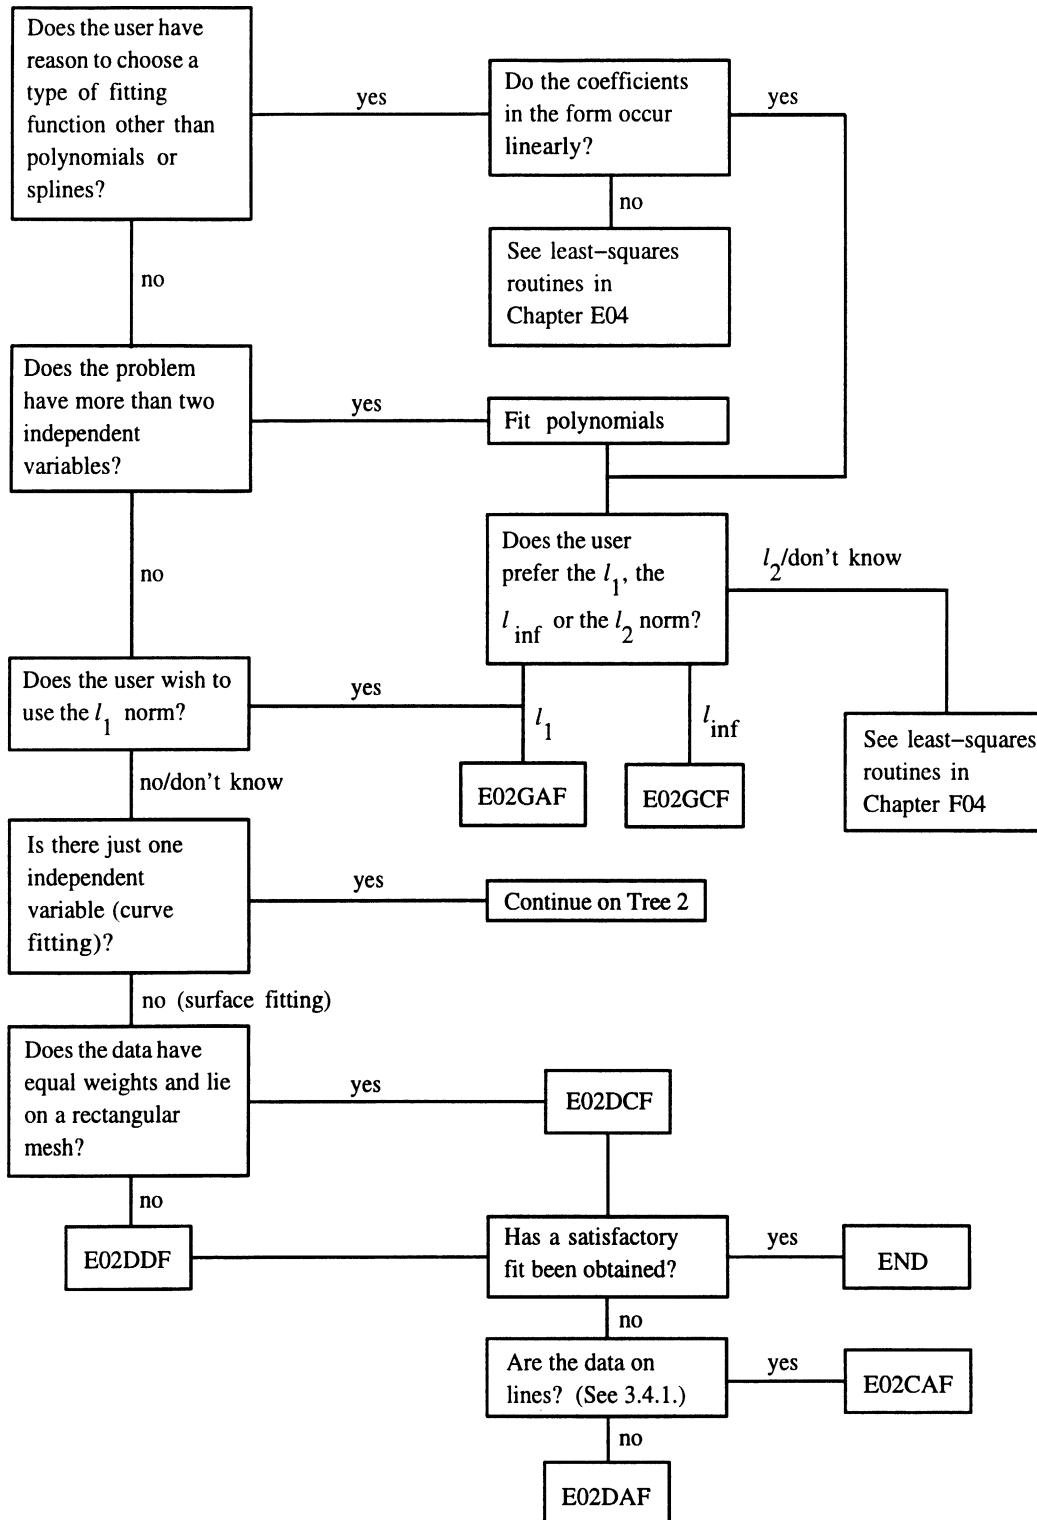 Does the user have
reason to choose a
type of fitting
function other than
polynomials or
splines?
yes
Do the coefficients
in the form occur
linearly?
yes
no
See least–squares
routines in
Chapter E04
no
Does the problem
have more than two
independent
variables?
yes
Fit polynomials
Does the user
prefer the l1, the
l inf or the l2 norm?
l2/don't know
no
Does the user wish to
use the l1 norm?
yes
l1
linf
See least–squares
routines in
Chapter F04
no/don't know
E02GAF
E02GCF
Is there just one
independent
variable (curve
fitting)?
yes
Continue on Tree 2
no (surface fitting)
Does the data have
equal weights and lie
on a rectangular
mesh?
yes
E02DCF
no
E02DDF
Has a satisfactory
fit been obtained?
yes
END
no
Are the data on
lines? (See 3.4.1.)
yes
E02CAF
no
E02DAF